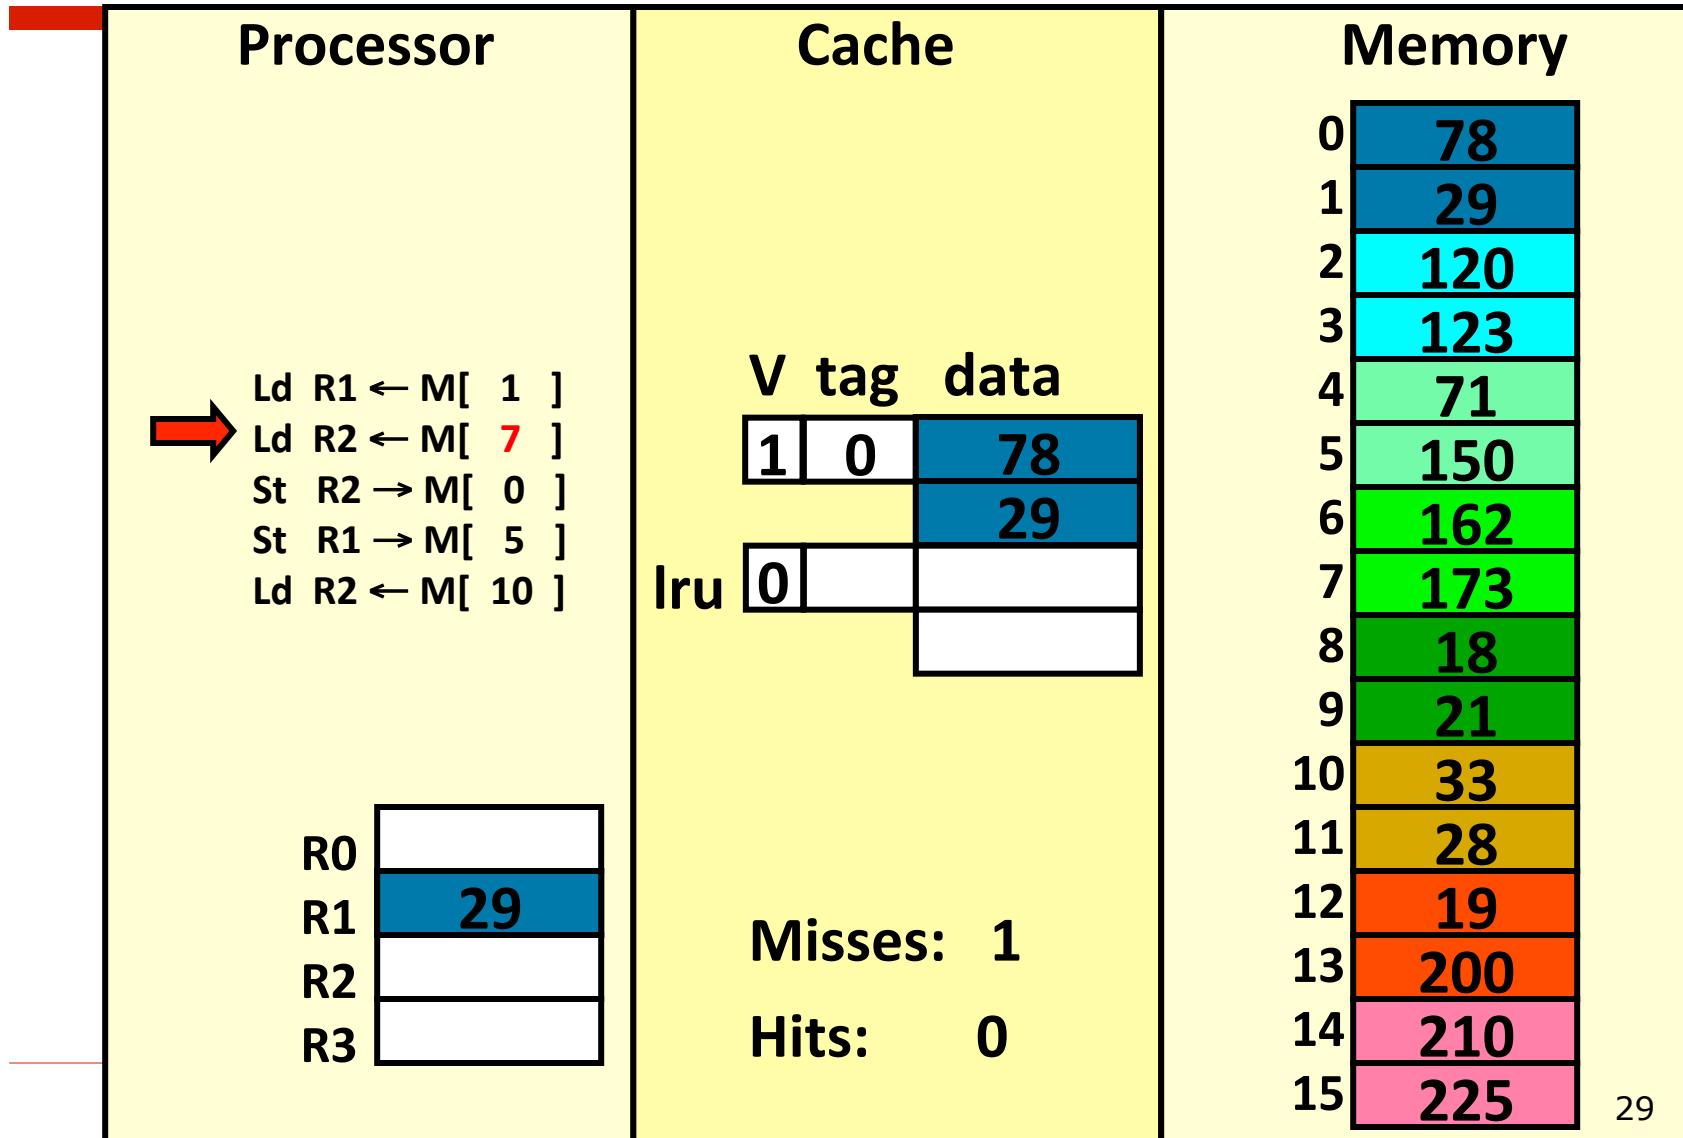 Processor
Ld R1 ← M[ 1 ]
Ld R2 ← M[ 7 ]
St R2 → M[ 0 ]
St R1 → M[ 5 ]
Ld R2 ← M[ 10 ]
R0
R1 29
R2
R3
Cache
V tag data
1 0 78
29
lru 0
Misses: 1
Hits: 0
Memory
0 78
1 29
2 120
3 123
4 71
5 150
6 162
7 173
8 18
9 21
10 33
11 28
12 19
13 200
14 210
15 225
29